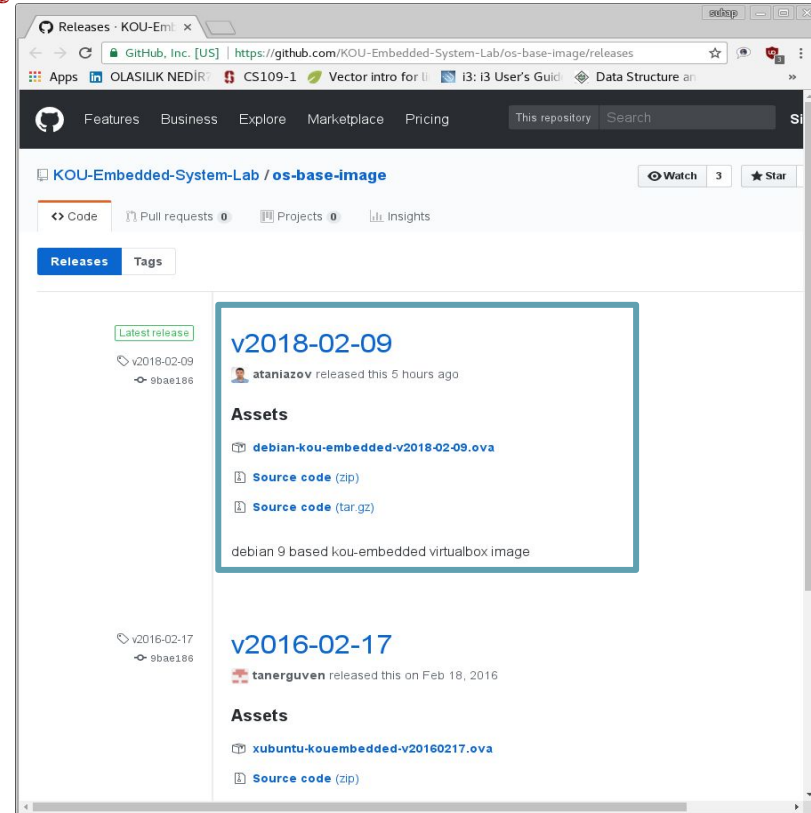 suhap
Releases · KOU-Emb
GitHub, Inc. [US] | https://github.com/KOU-Embedded-System-Lab/os-base-image/releases
Apps OLASILIK NEDİR? CS109-1 Vector intro for li i3: i3 User's Guid Data Structure an »
Features Business Explore Marketplace Pricing This repository Search Si
KOU-Embedded-System-Lab / os-base-image Watch 3 Star
Code Pull requests 0 Projects 0 Insights
Releases Tags
Latest release
v2018-02-09
9bae186
v2018-02-09
ataniazov released this 5 hours ago
Assets
debian-kou-embedded-v2018-02-09.ova
Source code (zip)
Source code (tar.gz)
debian 9 based kou-embedded virtualbox image
v2016-02-17
9bae186
v2016-02-17
tanerguven released this on Feb 18, 2016
Assets
xubuntu-kouembedded-v20160217.ova
Source code (zip)